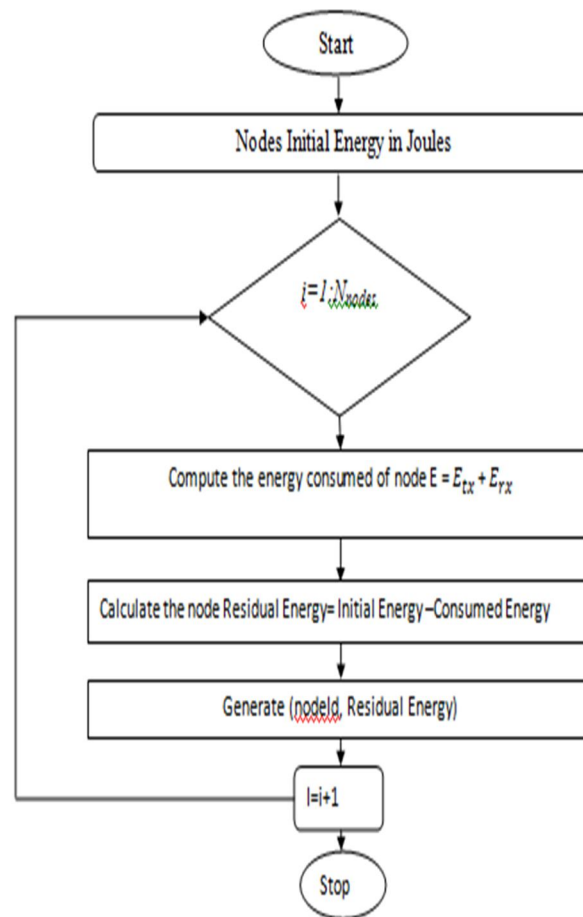 Start
Nodes Initial Energy in Joules
i=1:Nnodes
Compute the energy consumed of node E = Etx + Erx
Calculate the node Residual Energy= Initial Energy –Consumed Energy
Generate (nodeId, Residual Energy)
I=i+1
Stop